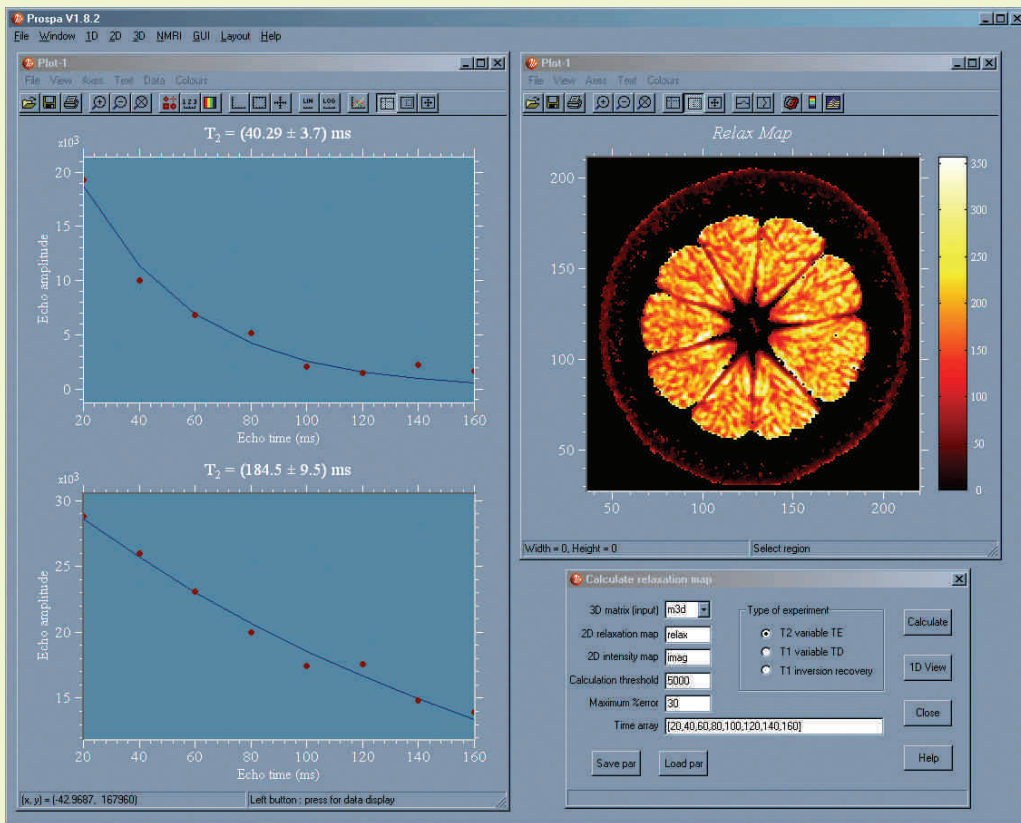 Prospa V1.8.2
File Window 1D 2D 3D NMRI GUI Layout Help
Plot-1
File View Axes Text Data Colours
1 2 3
LIN LOG
T2 = (40.29 ± 3.7) ms
x10³
20
15
10
5
0
Echo amplitude
20 40 60 80 100 120 140 160
Echo time (ms)
T2 = (184.5 ± 9.5) ms
x10³
30
25
20
15
Echo amplitude
20 40 60 80 100 120 140 160
Echo time (ms)
(x, y) = (-42.9687, 167960)
Left button : press for data display
Plot-1
File View Axes Text Colours
Relax Map
200
150
100
50
50 100 150 200
350
300
250
200
150
100
50
0
Width = 0, Height = 0
Select region
Calculate relaxation map
3D matrix (input) m3d
2D relaxation map relax
2D intensity map imag
Calculation threshold 5000
Maximum %error 30
Time array [20,40,60,80,100,120,140,160]
Type of experiment
T2 variable TE
T1 variable TD
T1 inversion recovery
Calculate
1D View
Close
Help
Save par
Load par